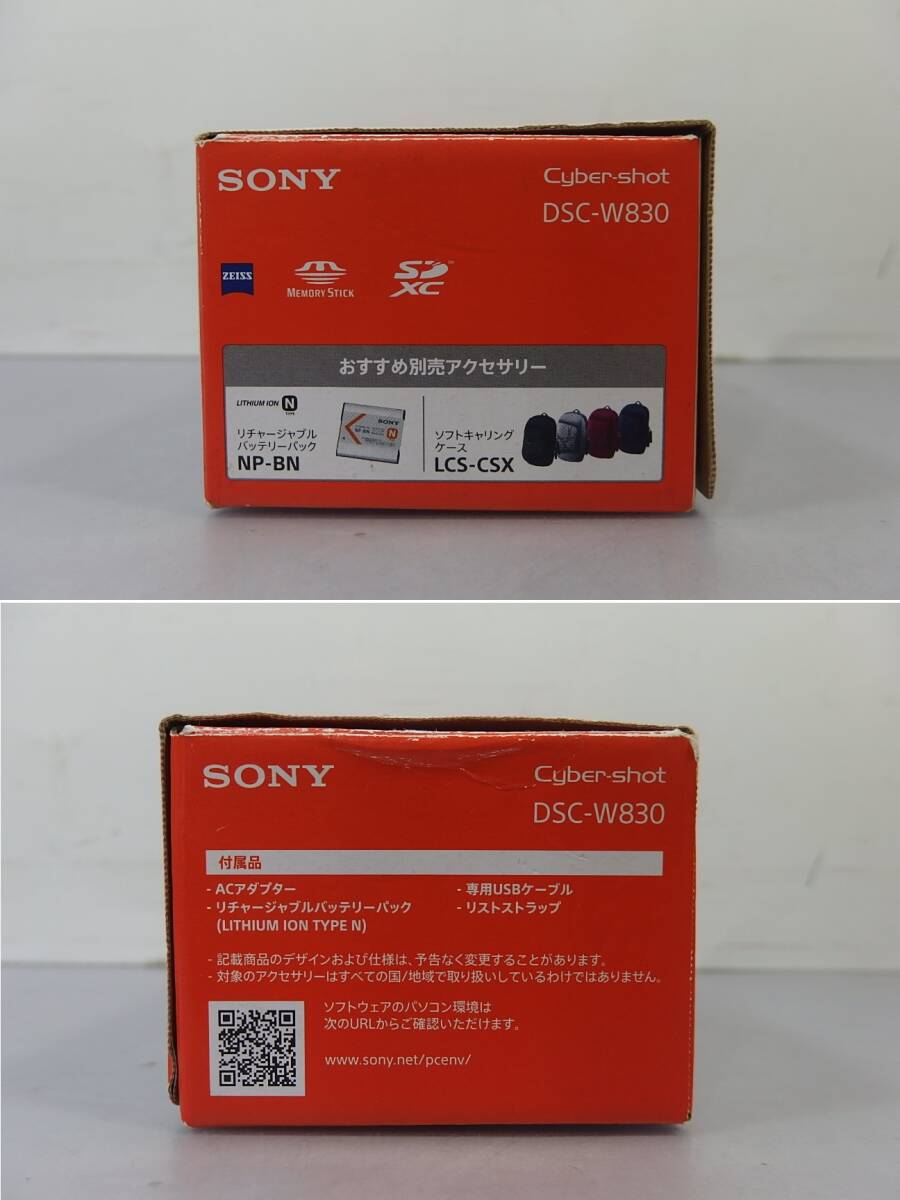 SONY
Cyber-shot
DSC-W830
ZEISS
MEMORY STICK
SD XC
おすすめ別売アクセサリー
LITHIUM ION N TYPE
リチャージャブル
バッテリーパック
NP-BN
SONY
NP-BN
N
ソフトキャリング
ケース
LCS-CSX
SONY
Cyber-shot
DSC-W830
付属品
- ACアダプター
- リチャージャブルバッテリーパック
(LITHIUM ION TYPE N)
- 専用USBケーブル
- リストストラップ
- 記載商品のデザインおよび仕様は、予告なく変更することがあります。
- 対象のアクセサリーはすべての国/地域で取り扱いしているわけではありません。
ソフトウェアのパソコン環境は
次のURLからご確認いただけます。
www.sony.net/pcenv/